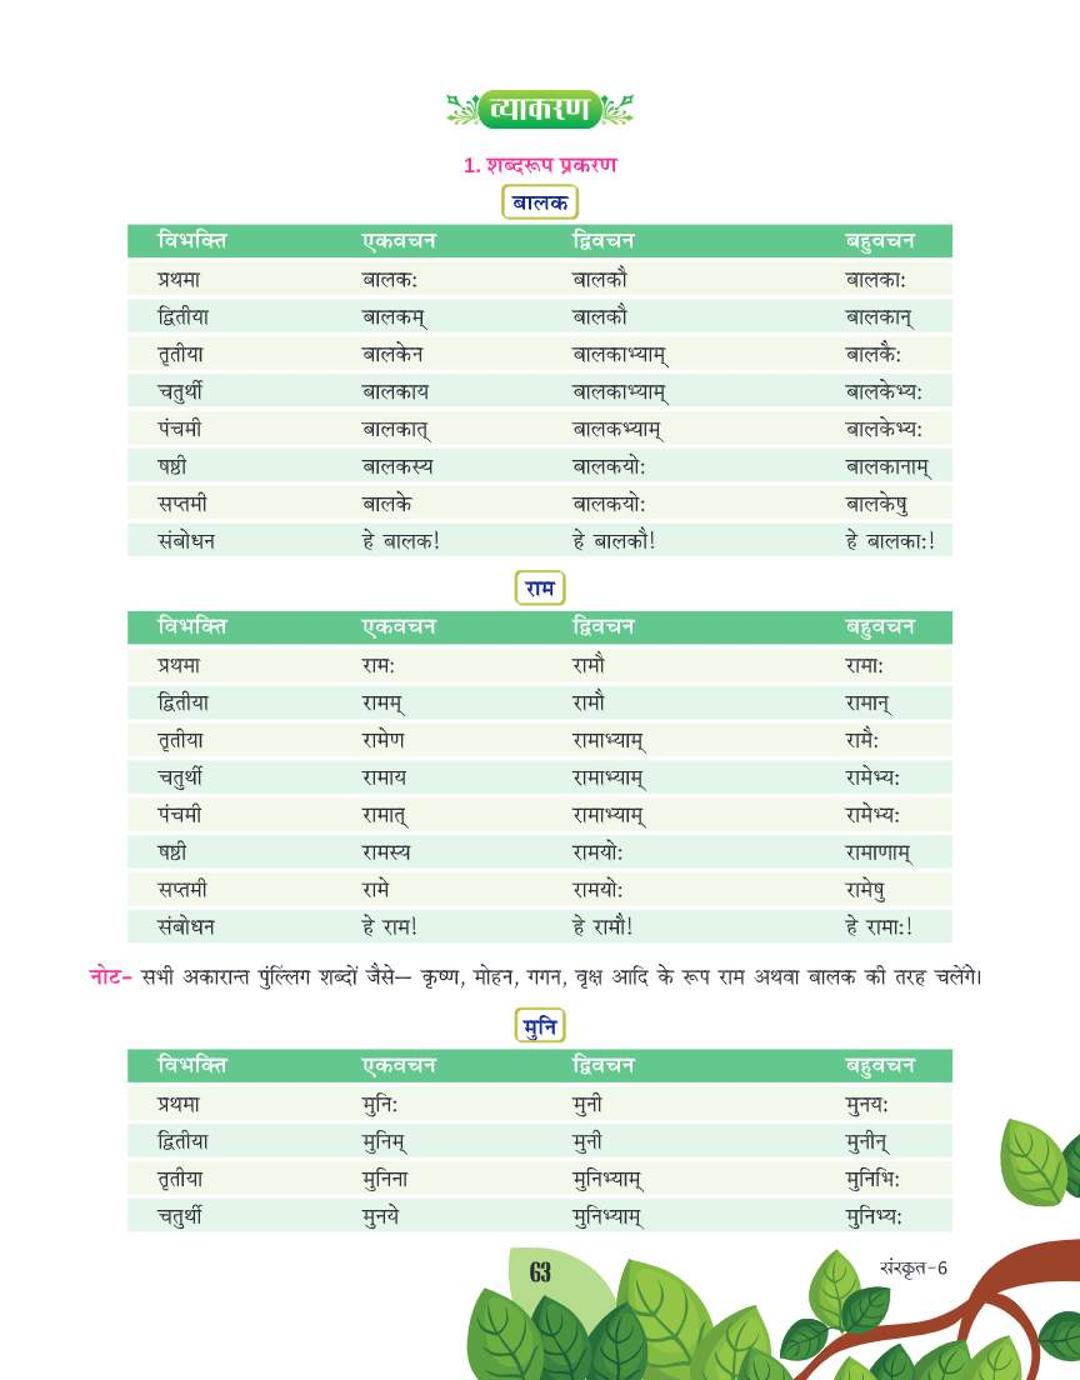 व्याकरण
1. शब्दरूप प्रकरण
बालक
विभक्ति एकवचन द्विवचन बहुवचन
प्रथमा बालक: बालकौ बालका:
द्वितीया बालकम् बालकौ बालकान्
तृतीया बालकेन बालकाभ्याम् बालकै:
चतुर्थी बालकाय बालकाभ्याम् बालकेभ्य:
पंचमी बालकात् बालकभ्याम् बालकेभ्य:
षष्ठी बालकस्य बालकयो: बालकानाम्
सप्तमी बालके बालकयो: बालकेषु
संबोधन हे बालक! हे बालकौ! हे बालका:!
राम
विभक्ति एकवचन द्विवचन बहुवचन
प्रथमा राम: रामौ रामा:
द्वितीया रामम् रामौ रामान्
तृतीया रामेण रामाभ्याम् रामै:
चतुर्थी रामाय रामाभ्याम् रामेभ्य:
पंचमी रामात् रामाभ्याम् रामेभ्य:
षष्ठी रामस्य रामयो: रामाणाम्
सप्तमी रामे रामयो: रामेषु
संबोधन हे राम! हे रामौ! हे रामा:!
नोट– सभी अकारान्त पुंल्लिग शब्दों जैसे— कृष्ण, मोहन, गगन, वृक्ष आदि के रूप राम अथवा बालक की तरह चलेंगे।
मुनि
विभक्ति एकवचन द्विवचन बहुवचन
प्रथमा मुनि: मुनी मुनय:
द्वितीया मुनिम् मुनी मुनीन्
तृतीया मुनिना मुनिभ्याम् मुनिभि:
चतुर्थी मुनये मुनिभ्याम् मुनिभ्य:
63
संस्कृत-6